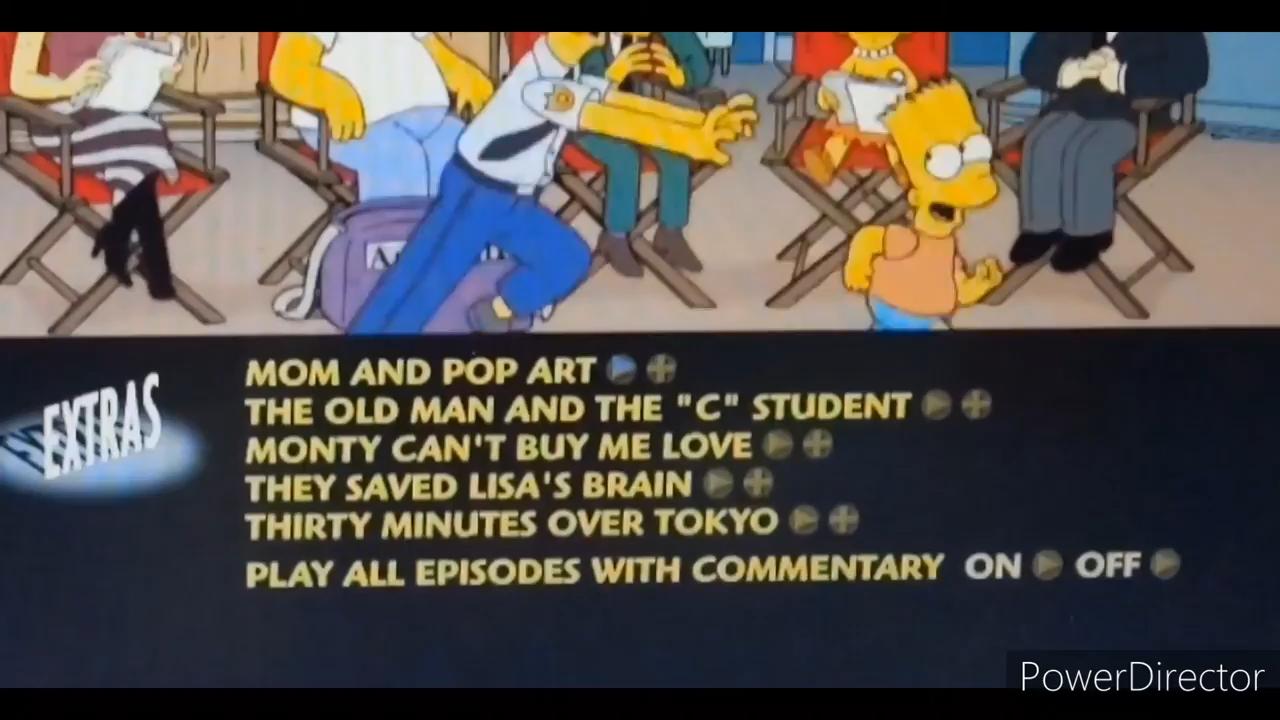 EXTRAS
MOM AND POP ART
THE OLD MAN AND THE "C" STUDENT
MONTY CAN'T BUY ME LOVE
THEY SAVED LISA'S BRAIN
THIRTY MINUTES OVER TOKYO
PLAY ALL EPISODES WITH COMMENTARY ON OFF
PowerDirector